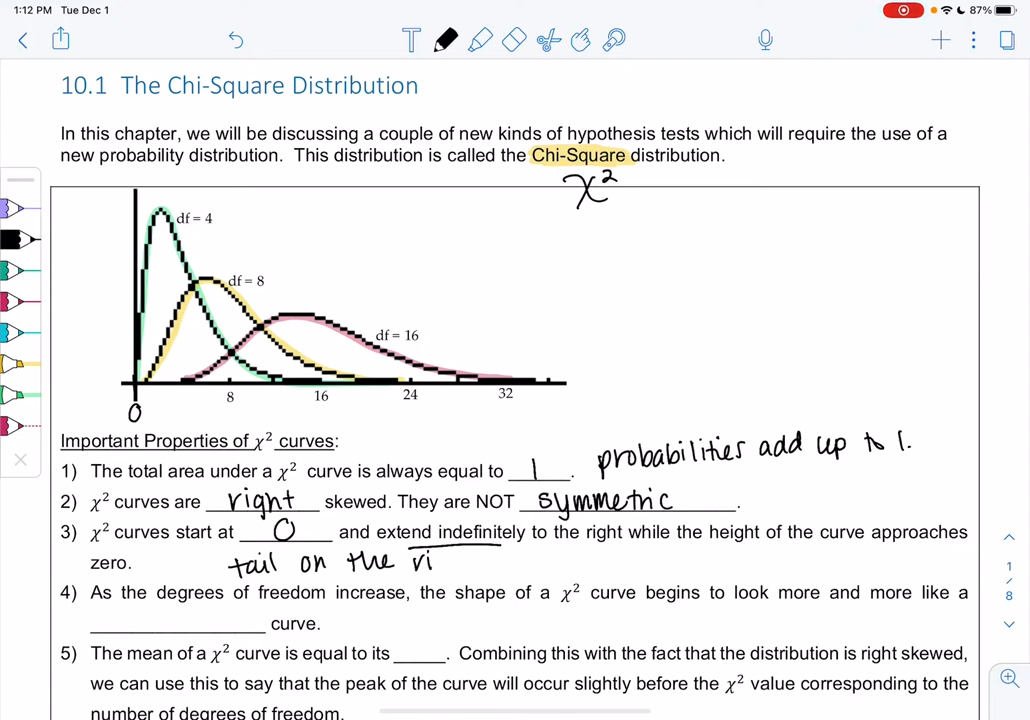 1:12 PM Tue Dec 1
87%
10.1 The Chi-Square Distribution
In this chapter, we will be discussing a couple of new kinds of hypothesis tests which will require the use of a
new probability distribution. This distribution is called the Chi-Square distribution.
χ²
df = 4
df = 8
df = 16
8 16 24 32
0
Important Properties of χ² curves:
probabilities add up to 1.
1) The total area under a χ² curve is always equal to 1.
2) χ² curves are right skewed. They are NOT symmetric.
3) χ² curves start at 0 and extend indefinitely to the right while the height of the curve approaches
zero. tail on the ri
4) As the degrees of freedom increase, the shape of a χ² curve begins to look more and more like a
____________________ curve.
5) The mean of a χ² curve is equal to its _____. Combining this with the fact that the distribution is right skewed,
we can use this to say that the peak of the curve will occur slightly before the χ² value corresponding to the
number of degrees of freedom.
1
/
8